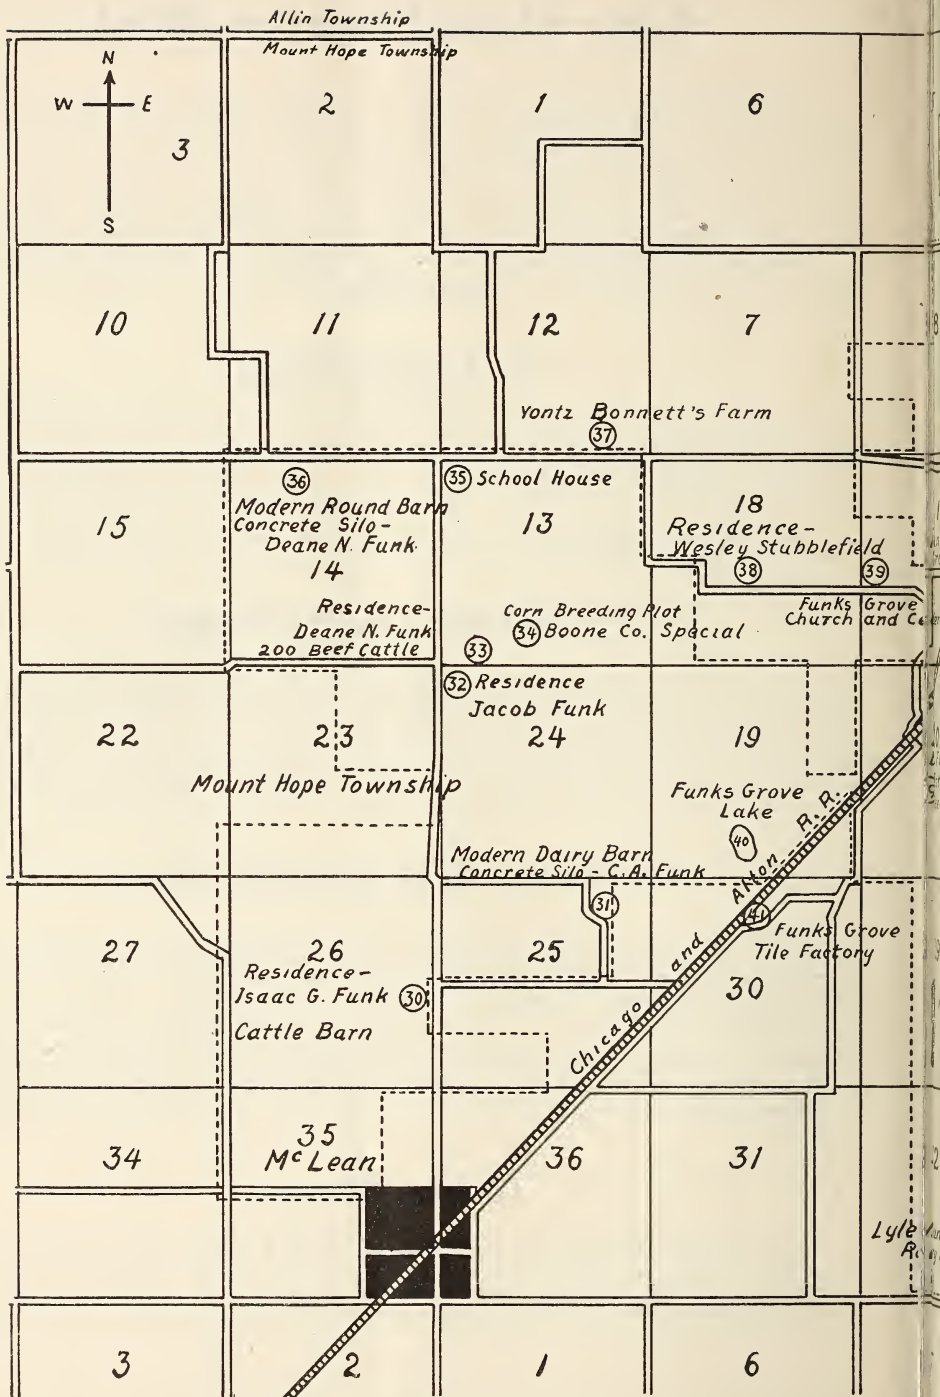 Allin Township
Mount Hope Township
N
W E
S
3
2
1
6
10
11
12
7
Yontz Bonnett's Farm
37
36
Modern Round Barn
Concrete Silo-
Deane N. Funk
14
15
35 School House
13
18
Residence-
Wesley Stubblefield
38
39
Funks Grove
Church and
Residence-
Deane N. Funk
200 Beef Cattle
Corn Breeding Plot
34 Boone Co. Special
33
32 Residence
Jacob Funk
22
23
24
19
Mount Hope Township
Funks Grove
Lake
40
Modern Dairy Barn
Concrete Silo - C.A. Funk
31
Chicago and Alton R. R.
41
Funks Grove
Tile Factory
27
26
25
30
Residence-
Isaac G. Funk 30
Cattle Barn
34
35
McLean
36
31
Lyle
3
2
1
6